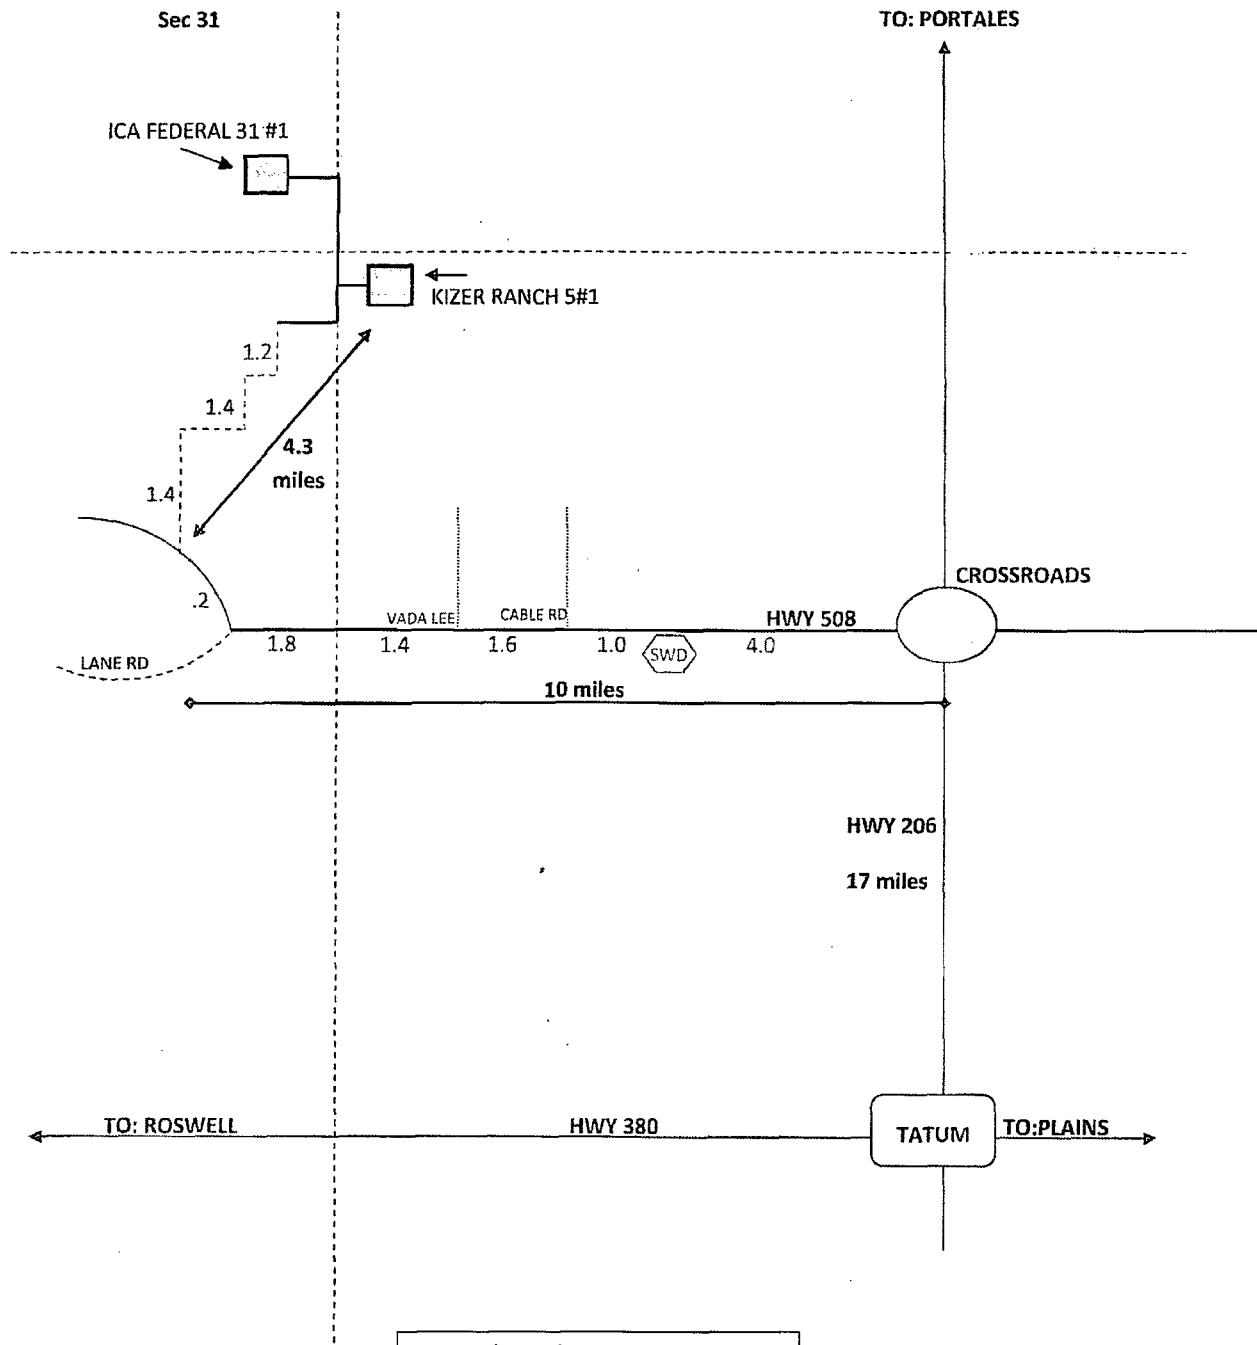 Sec 31
TO: PORTALES
ICA FEDERAL 31 #1
KIZER RANCH 5#1
1.2
1.4
4.3
miles
1.4
CROSSROADS
.2
VADA LEE
CABLE RD
HWY 508
1.8
1.4
1.6
1.0
SWD
4.0
LANE RD
10 miles
HWY 206
17 miles
TO: ROSWELL
HWY 380
TATUM
TO:PLAINS